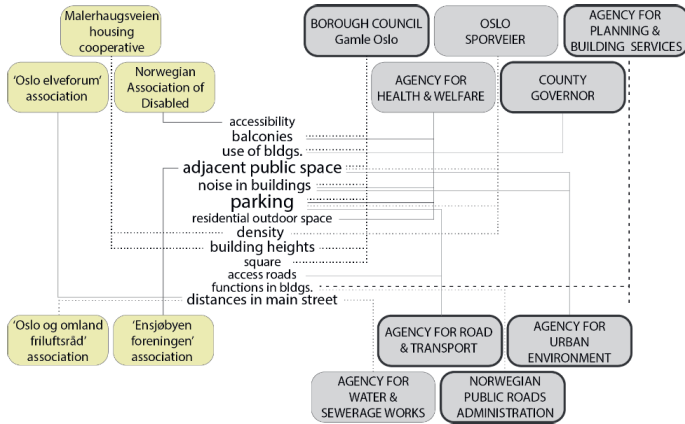 Malerhaugsveien
housing
cooperative
BOROUGH COUNCIL
Gamle Oslo
OSLO
SPORVEIER
AGENCY FOR
PLANNING &
BUILDING SERVICES
'Oslo elveforum'
association
Norwegian
Association of
Disabled
AGENCY FOR
HEALTH & WELFARE
COUNTY
GOVERNOR
accessibility
balconies
use of bldgs.
adjacent public space
noise in buildings
parking
residential outdoor space
density
building heights
square
access roads
functions in bldgs.
distances in main street
'Oslo og omland
friluftsråd'
association
'Ensjøbyen
foreningen'
association
AGENCY FOR ROAD
& TRANSPORT
AGENCY FOR
URBAN
ENVIRONMENT
AGENCY FOR
WATER &
SEWERAGE WORKS
NORWEGIAN
PUBLIC ROADS
ADMINISTRATION